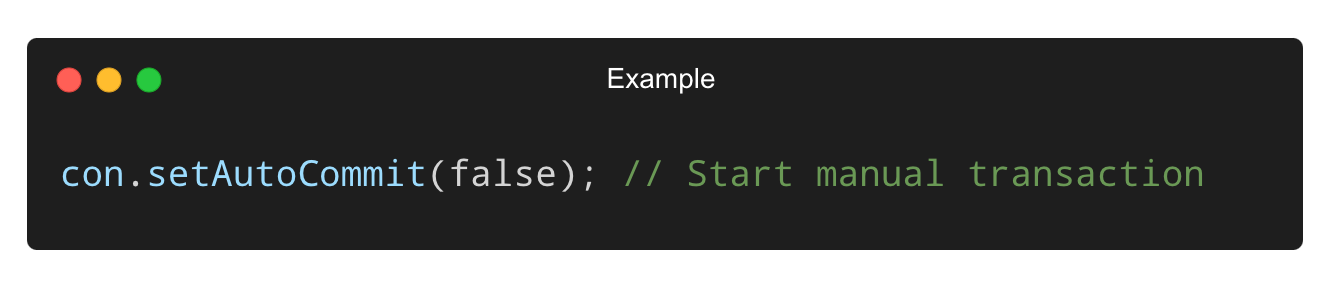 Example
con.setAutoCommit(false); // Start manual transaction